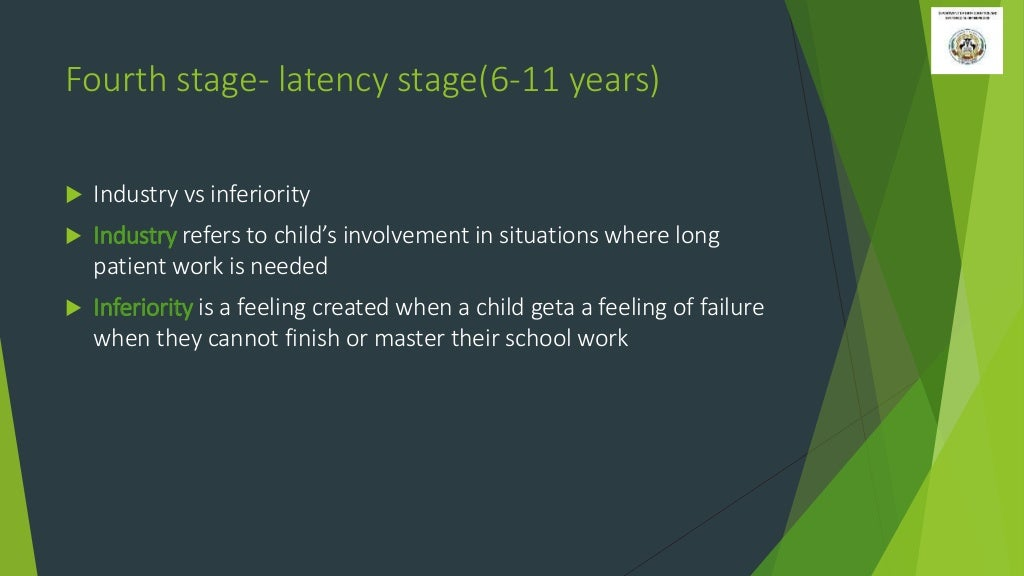 Fourth stage- latency stage(6-11 years)
Industry vs inferiority
Industry refers to child’s involvement in situations where long
patient work is needed
Inferiority is a feeling created when a child geta a feeling of failure
when they cannot finish or master their school work